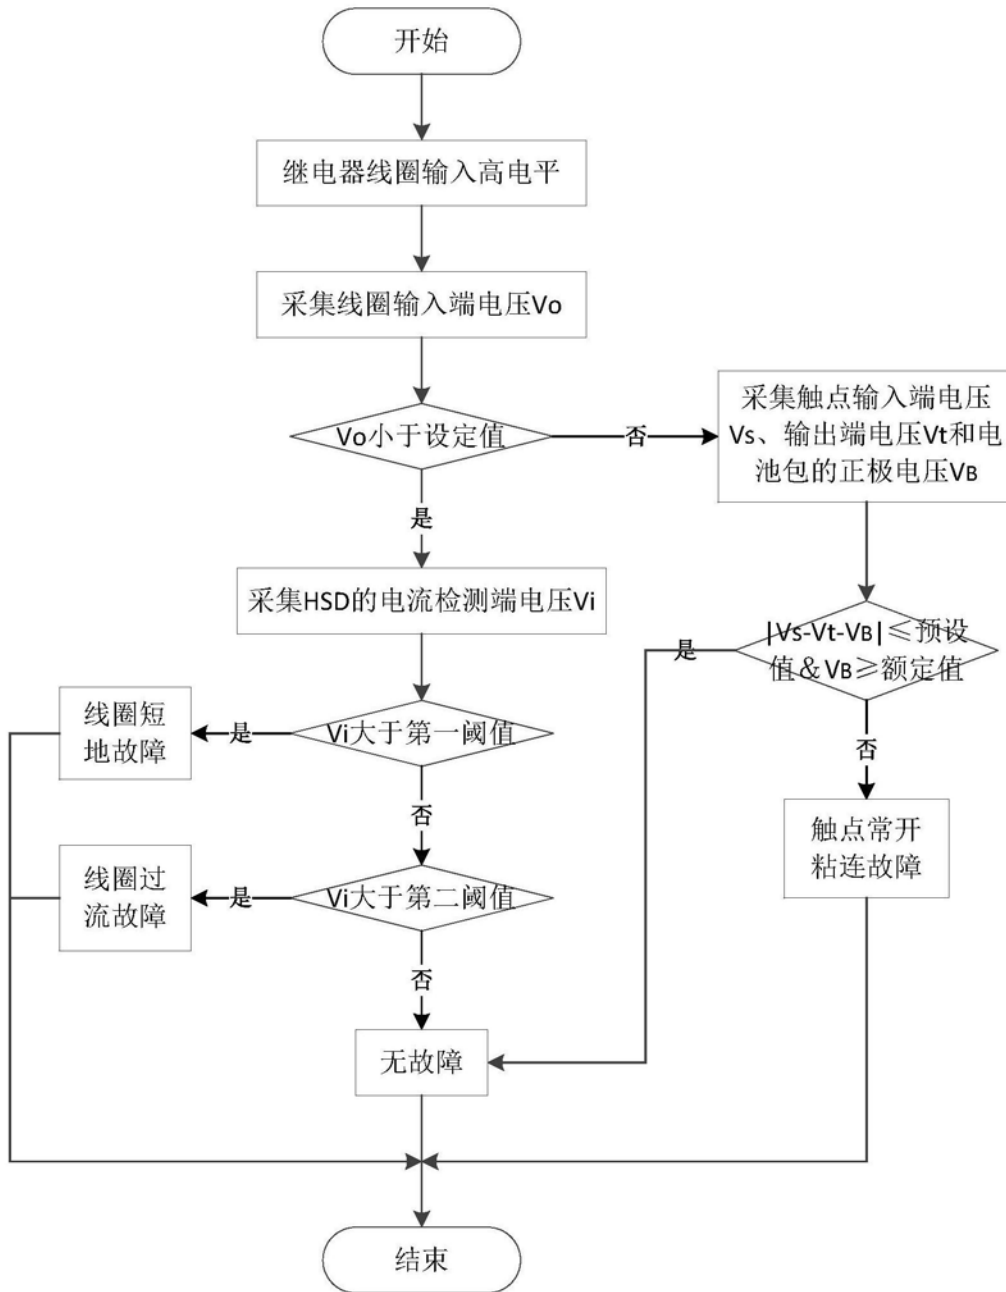 开始
继电器线圈输入高电平
采集线圈输入端电压Vo
Vo小于设定值
否
采集触点输入端电压
Vs、输出端电压Vt和电
池包的正极电压VB
是
采集HSD的电流检测端电压Vi
|Vs-Vt-VB|≤预设
值&VB≥额定值
是
否
线圈短
地故障
是
Vi大于第一阈值
否
触点常开
粘连故障
线圈过
流故障
是
Vi大于第二阈值
否
无故障
结束